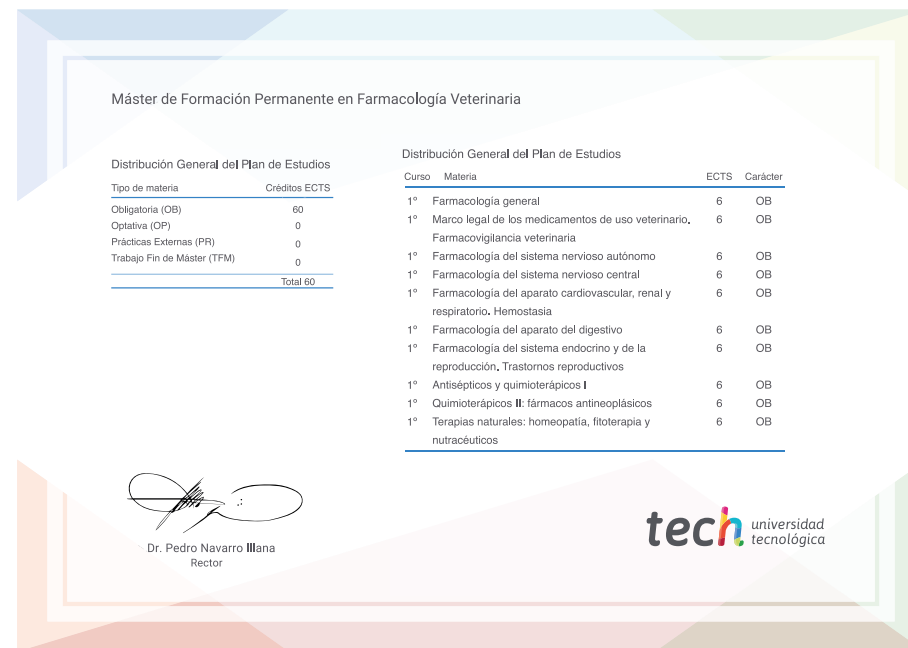 Máster de Formación Permanente en Farmacología Veterinaria
Distribución General del Plan de Estudios
Tipo de materia Créditos ECTS
Obligatoria (OB) 60
Optativa (OP) 0
Prácticas Externas (PR) 0
Trabajo Fin de Máster (TFM) 0
Total 60
Distribución General del Plan de Estudios
Curso Materia ECTS Carácter
1º Farmacología general 6 OB
1º Marco legal de los medicamentos de uso veterinario. 6 OB
Farmacovigilancia veterinaria
1º Farmacología del sistema nervioso autónomo 6 OB
1º Farmacología del sistema nervioso central 6 OB
1º Farmacología del aparato cardiovascular, renal y 6 OB
respiratorio. Hemostasia
1º Farmacología del aparato del digestivo 6 OB
1º Farmacología del sistema endocrino y de la 6 OB
reproducción. Trastornos reproductivos
1º Antisépticos y quimioterápicos I 6 OB
1º Quimioterápicos II: fármacos antineoplásicos 6 OB
1º Terapias naturales: homeopatía, fitoterapia y 6 OB
nutracéuticos
Dr. Pedro Navarro Illana
Rector
tech universidad
tecnológica